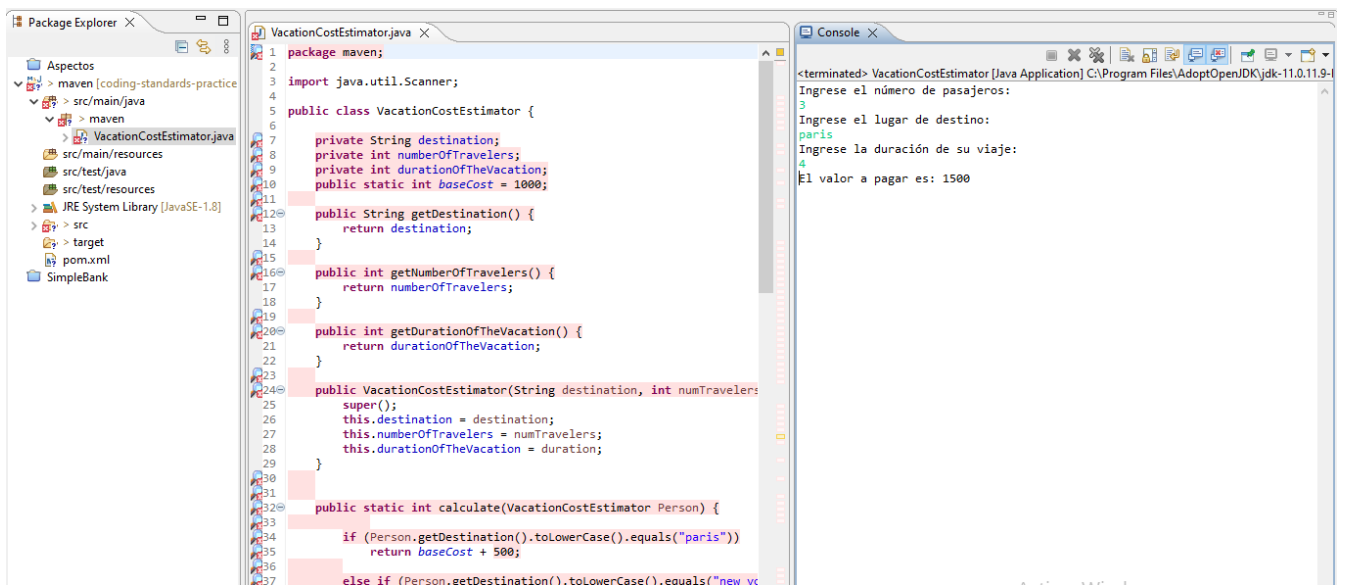 Package Explorer
Aspectos
> maven [coding-standards-practice
> src/main/java
> maven
VacationCostEstimator.java
src/main/resources
src/test/java
src/test/resources
JRE System Library [JavaSE-1.8]
> src
> target
pom.xml
SimpleBank
VacationCostEstimator.java
1 package maven;
2
3 import java.util.Scanner;
4
5 public class VacationCostEstimator {
6
7 private String destination;
8 private int numberOfTravelers;
9 private int durationOfTheVacation;
10 public static int baseCost = 1000;
11
12 public String getDestination() {
13 return destination;
14 }
15
16 public int getNumberOfTravelers() {
17 return numberOfTravelers;
18 }
19
20 public int getDurationOfTheVacation() {
21 return durationOfTheVacation;
22 }
23
24 public VacationCostEstimator(String destination, int numTravelers
25 super();
26 this.destination = destination;
27 this.numberOfTravelers = numTravelers;
28 this.durationOfTheVacation = duration;
29 }
30
31
32 public static int calculate(VacationCostEstimator Person) {
33
34 if (Person.getDestination().toLowerCase().equals("paris"))
35 return baseCost + 500;
36
37 else if (Person.getDestination().toLowerCase().equals("new yo
Console
<terminated> VacationCostEstimator [Java Application] C:\Program Files\AdoptOpenJDK\jdk-11.0.11.9-
Ingrese el número de pasajeros:
3
Ingrese el lugar de destino:
paris
Ingrese la duración de su viaje:
4
El valor a pagar es: 1500